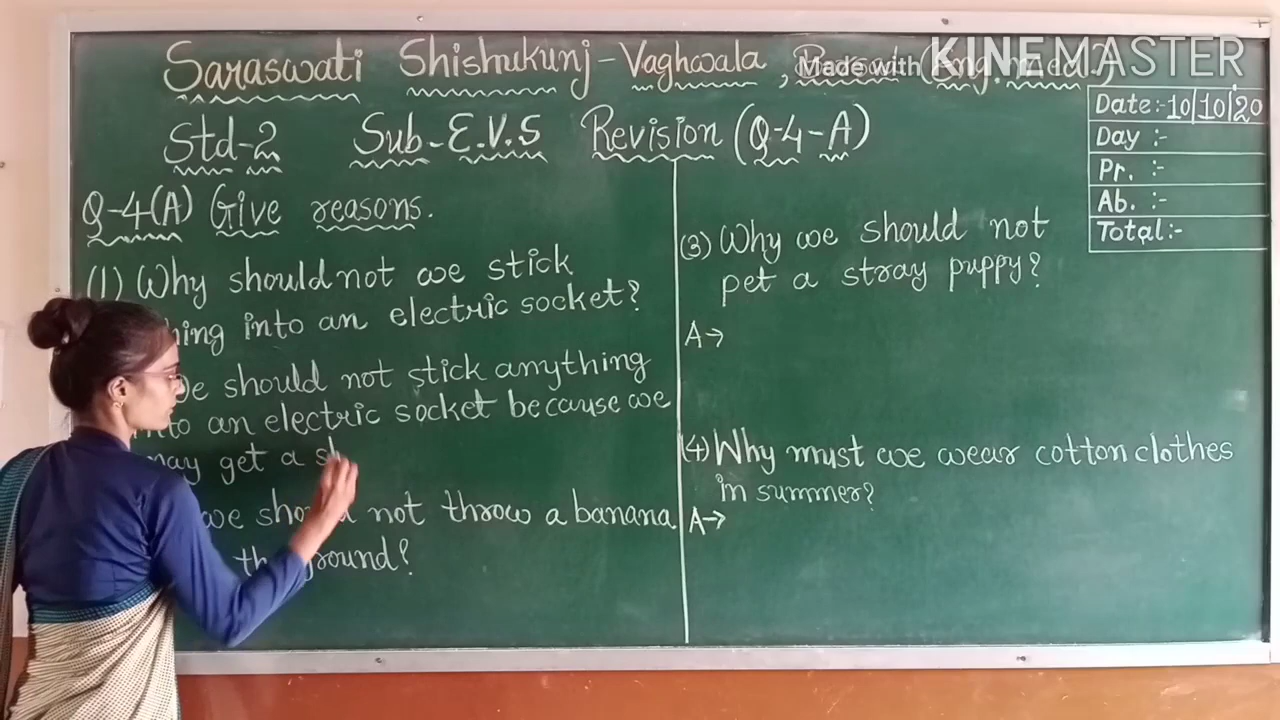 Saraswati Shishukunj-Vaghwala, (Eng. med.)
Made with KINEMASTER
Date:-10/10/20
Day :-
Pr. :-
Ab. :-
Total:-
Std-2 Sub-E.V.S Revision (Q-4-A)
Q-4(A) Give reasons.
(1) Why should not we stick
into an electric socket?
should not stick anything
an electric socket because we
get a
we not throw a banana
ground?
(3) Why we should not
pet a stray puppy?
A→
(4) Why must we wear cotton clothes
in summer?
A→